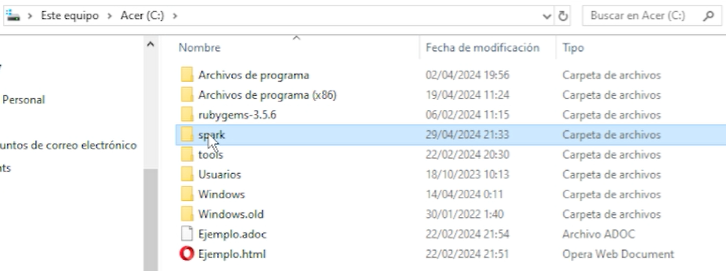 Este equipo > Acer (C:) >
Buscar en Acer (C:)
Nombre Fecha de modificación Tipo
Archivos de programa 02/04/2024 19:56 Carpeta de archivos
Personal Archivos de programa (x86) 19/04/2024 11:24 Carpeta de archivos
rubygems-3.5.6 06/02/2024 11:15 Carpeta de archivos
spark 29/04/2024 21:33 Carpeta de archivos
untos de correo electrónico tools 22/02/2024 20:30 Carpeta de archivos
nts Usuarios 18/10/2023 10:13 Carpeta de archivos
Windows 14/04/2024 0:11 Carpeta de archivos
Windows.old 30/01/2022 1:40 Carpeta de archivos
Ejemplo.adoc 22/02/2024 21:54 Archivo ADOC
Ejemplo.html 22/02/2024 21:51 Opera Web Document